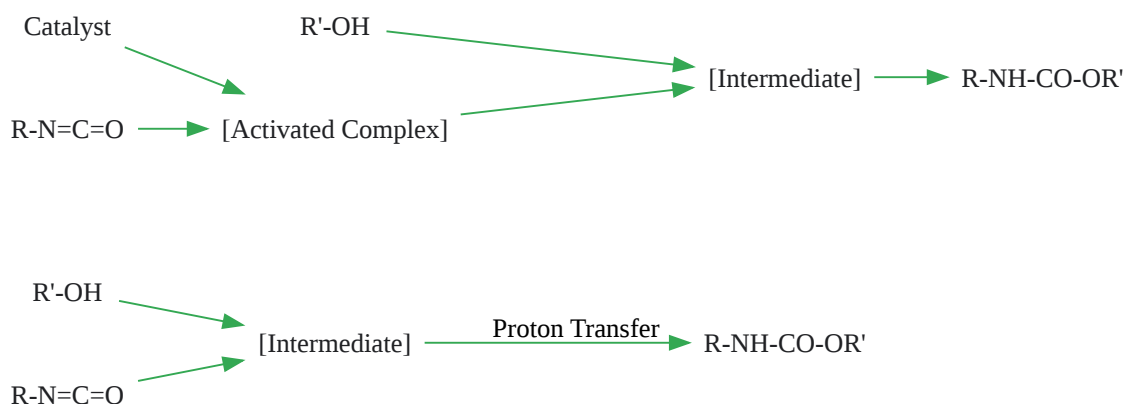 Catalyst
R'-OH
[Intermediate]
R-NH-CO-OR'
R-N=C=O
[Activated Complex]
R'-OH
Proton Transfer
[Intermediate]
R-NH-CO-OR'
R-N=C=O